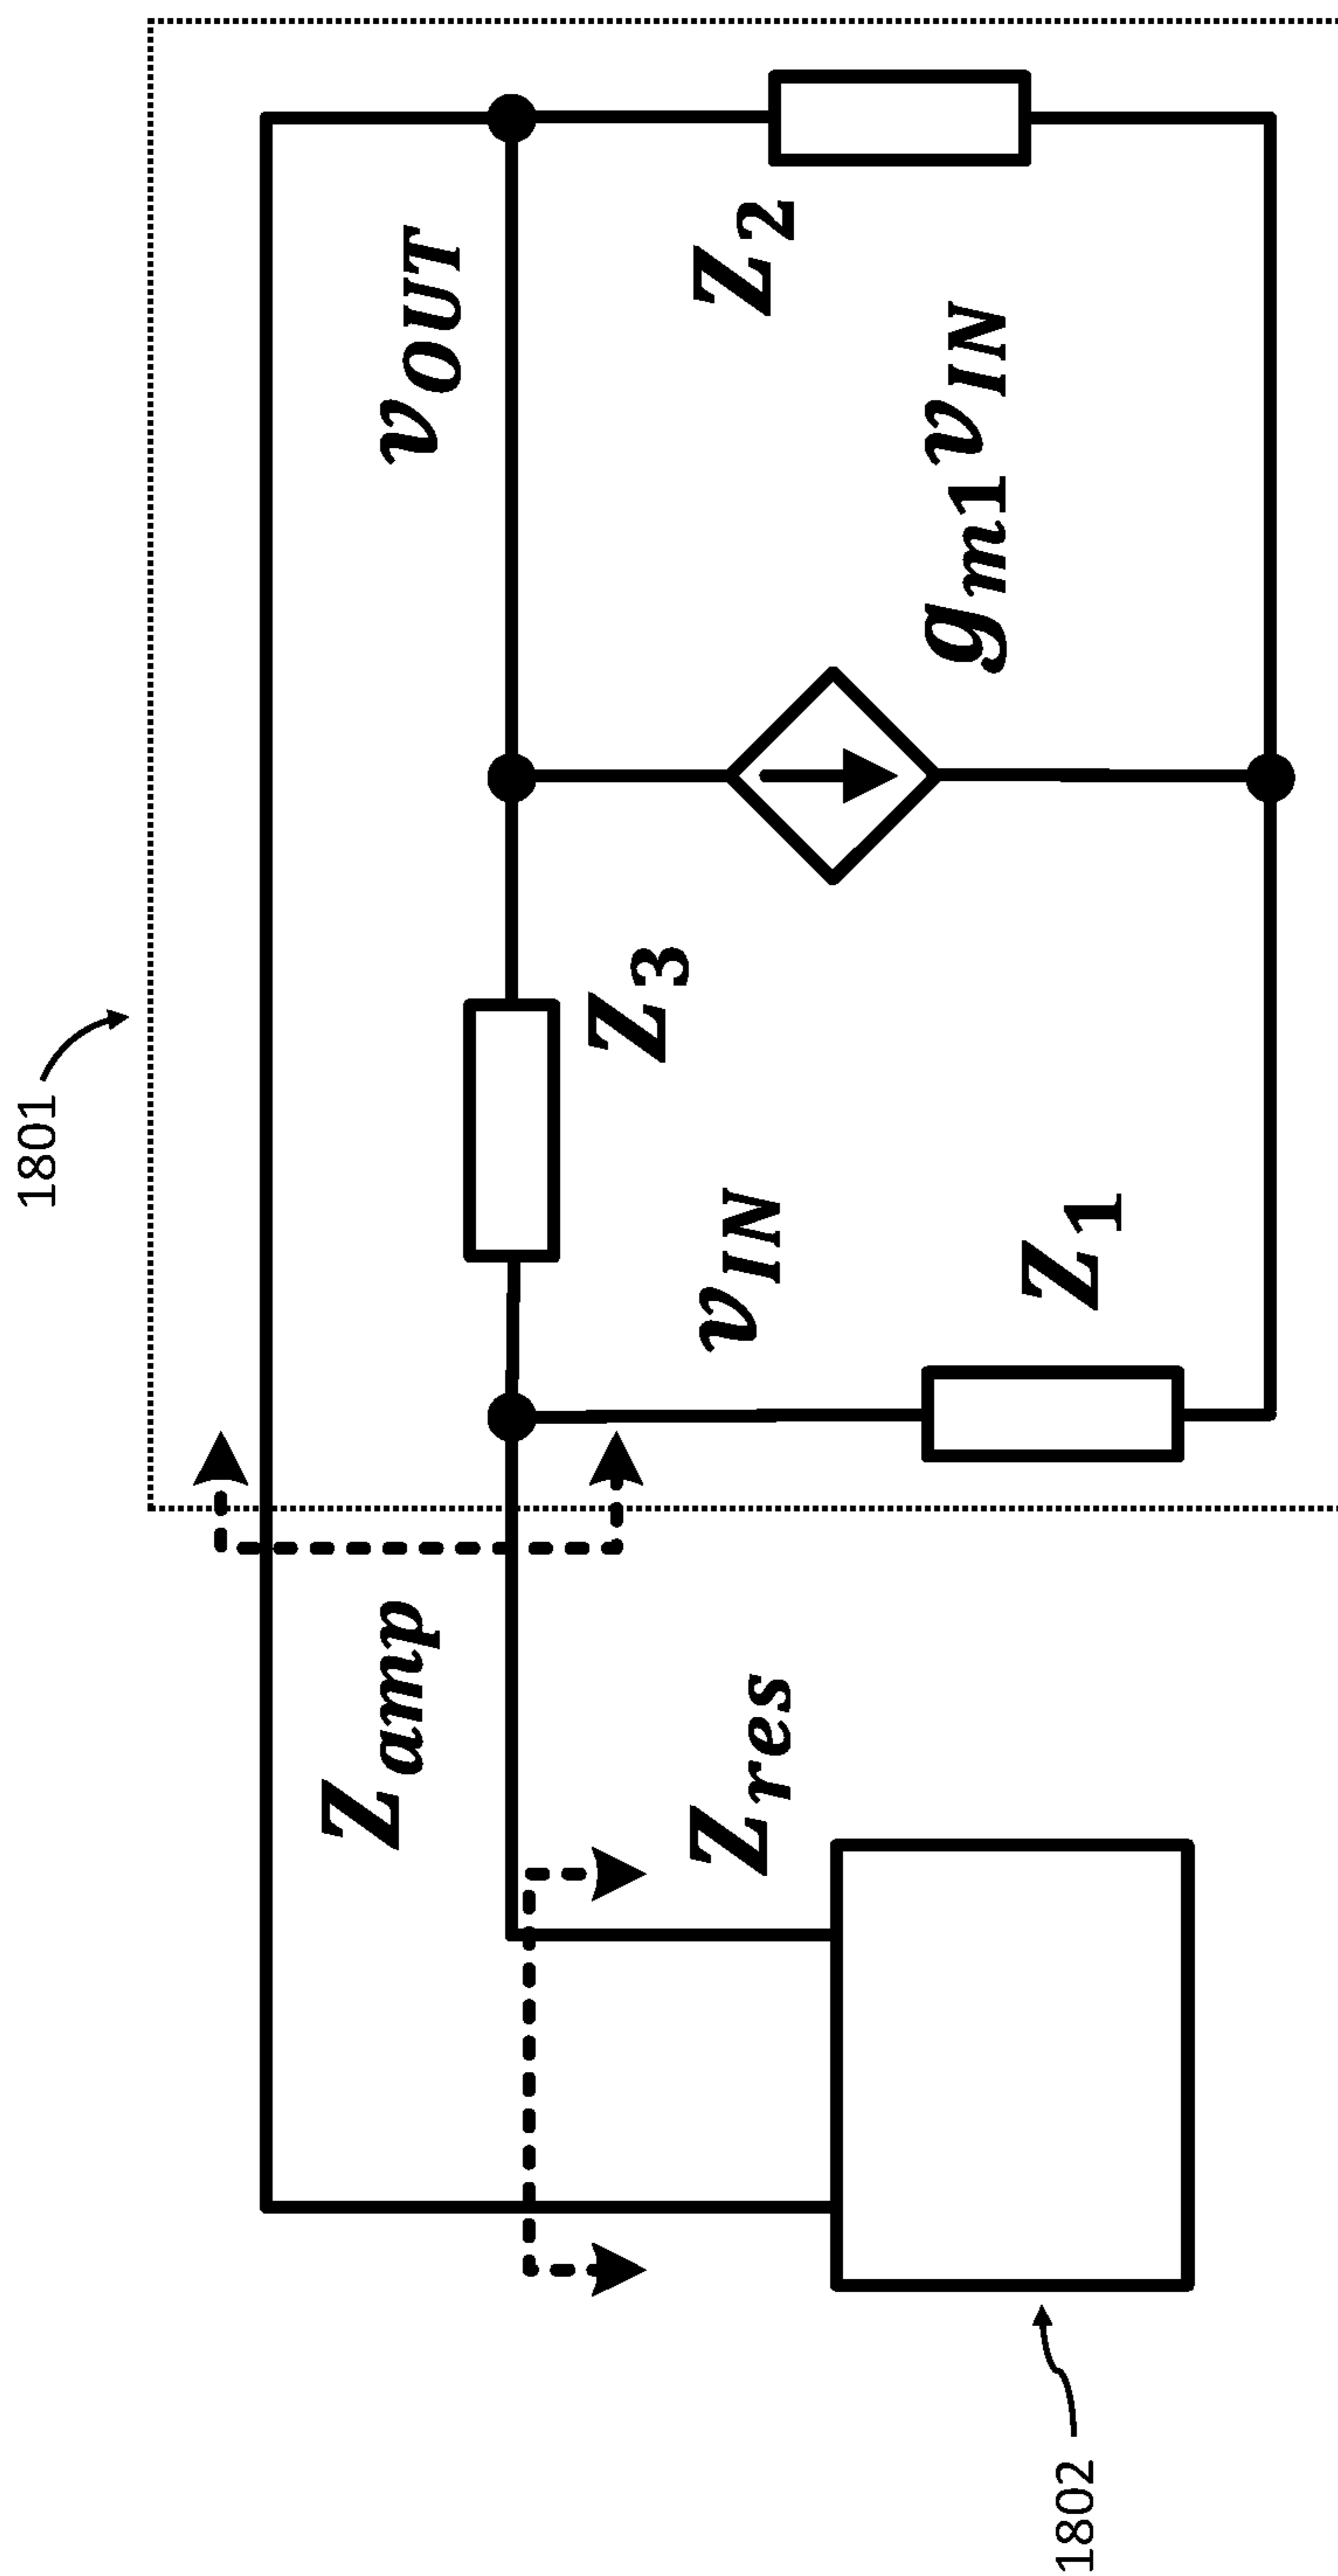 1801
v_OUT
Z_2
g_m1 v_IN
Z_3
v_IN
Z_1
Z_amp
Z_res
1802